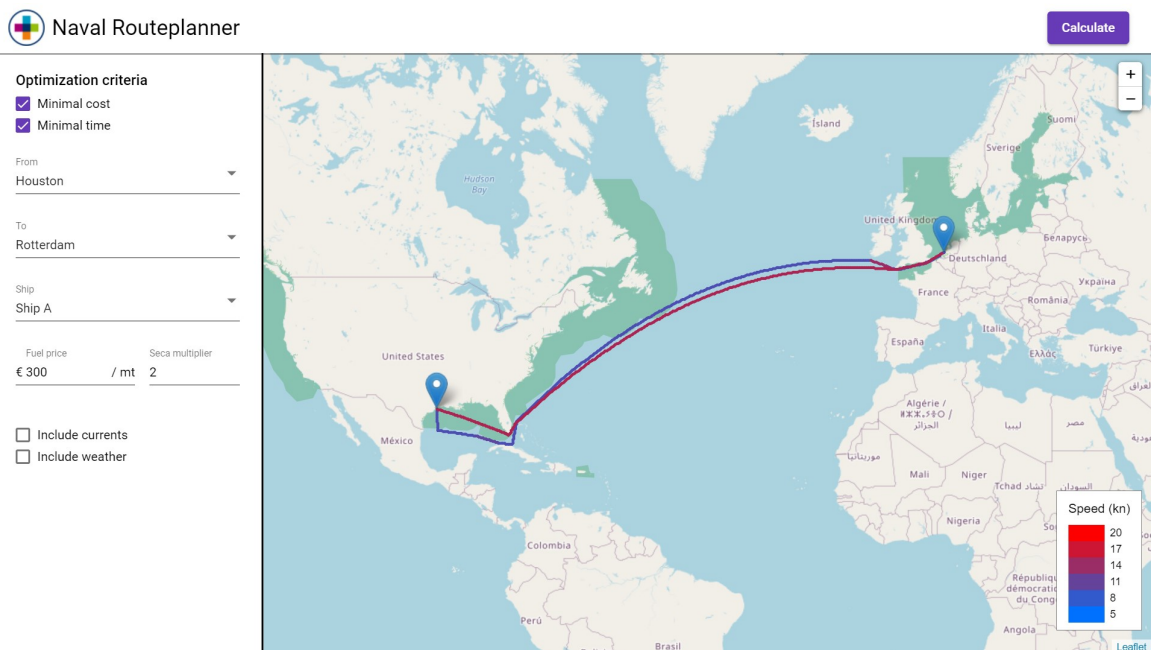 Naval Routeplanner
Calculate
Optimization criteria
Minimal cost
Minimal time
From
Houston
To
Rotterdam
Ship
Ship A
Fuel price
Seca multiplier
€ 300 / mt
2
Include currents
Include weather
+
−
Ísland
Suomi
Sverige
Hudson
Bay
United Kingdom
Беларусь
Deutschland
Україна
France
România
Italia
España
Ελλάς
Türkiye
United States
México
Algérie /
الجزائر
ليبيا
مصر
موريتانيا
Mali
Niger
Tchad تشاد
السودان
Nigeria
Colombia
Perú
Brasil
République
démocratique
du Congo
Angola
Speed (kn)
20
17
14
11
8
5
Leaflet